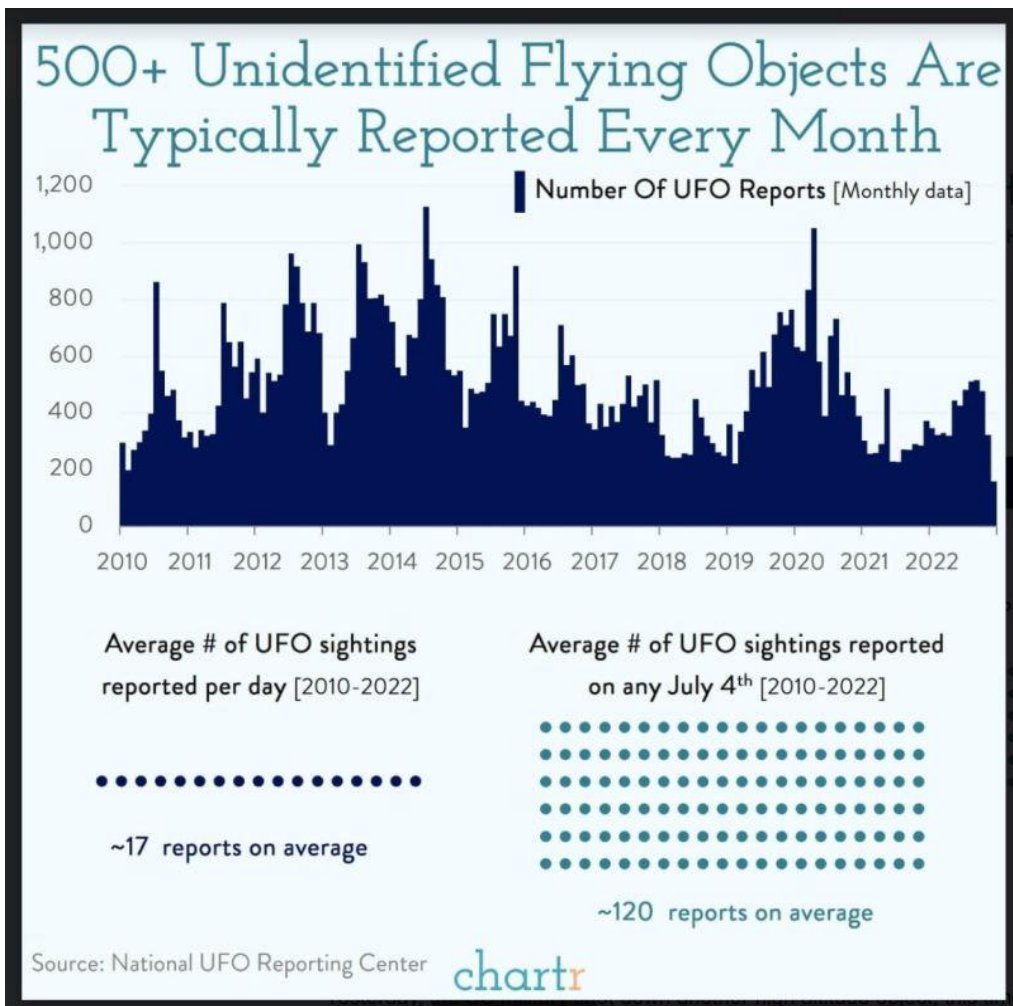 500+ Unidentified Flying Objects Are
Typically Reported Every Month
1,200
Number Of UFO Reports [Monthly data]
1,000
800
600
400
200
0
2010 2011 2012 2013 2014 2015 2016 2017 2018 2019 2020 2021 2022
Average # of UFO sightings
reported per day [2010-2022]
~17 reports on average
Average # of UFO sightings reported
on any July 4th [2010-2022]
~120 reports on average
Source: National UFO Reporting Center
chartr